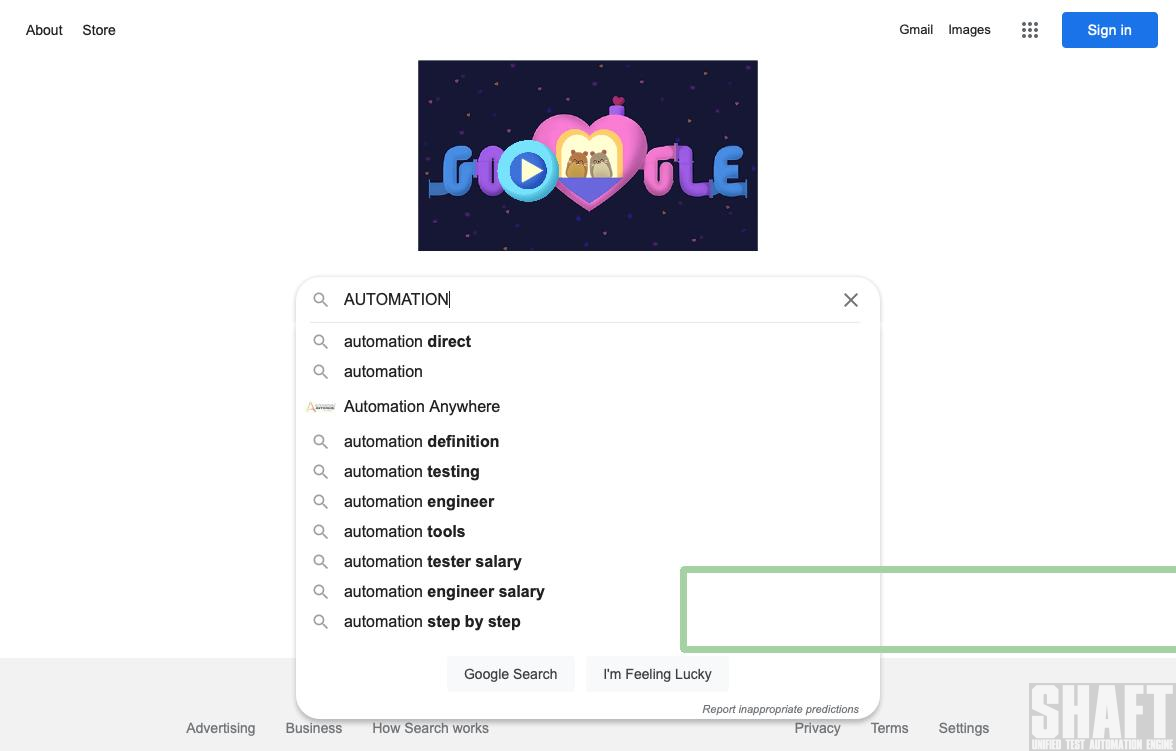 About Store Gmail Images Sign in
GOOGLE
AUTOMATION
automation direct
automation
Automation Anywhere
automation definition
automation testing
automation engineer
automation tools
automation tester salary
automation engineer salary
automation step by step
Google Search I'm Feeling Lucky
Report inappropriate predictions
Advertising Business How Search works Privacy Terms Settings
SHAFT
UNIFIED TEST AUTOMATION ENGINE